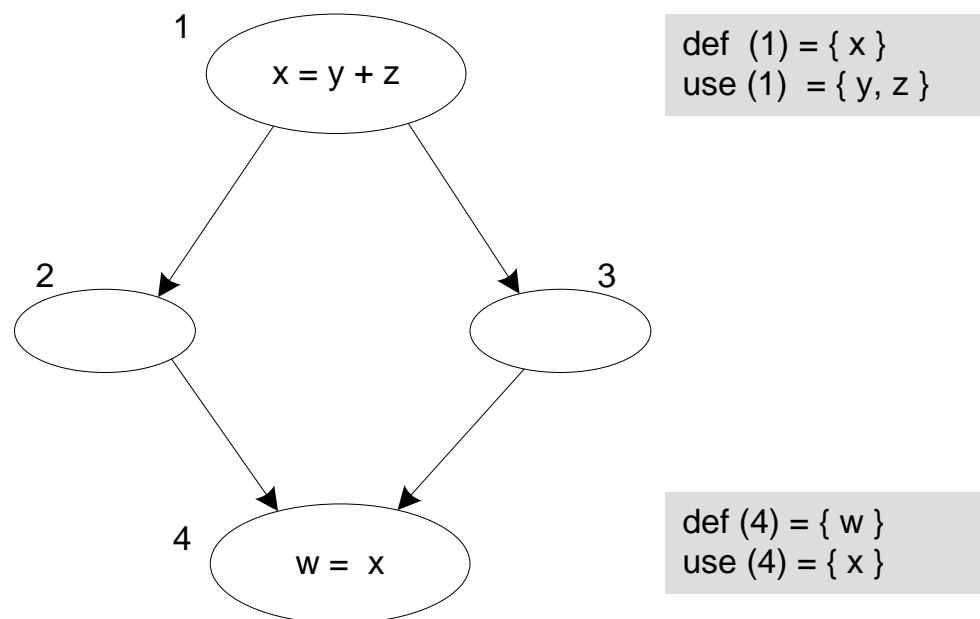 1
x = y + z
def (1) = { x }
use (1) = { y, z }
2
3
4
w = x
def (4) = { w }
use (4) = { x }